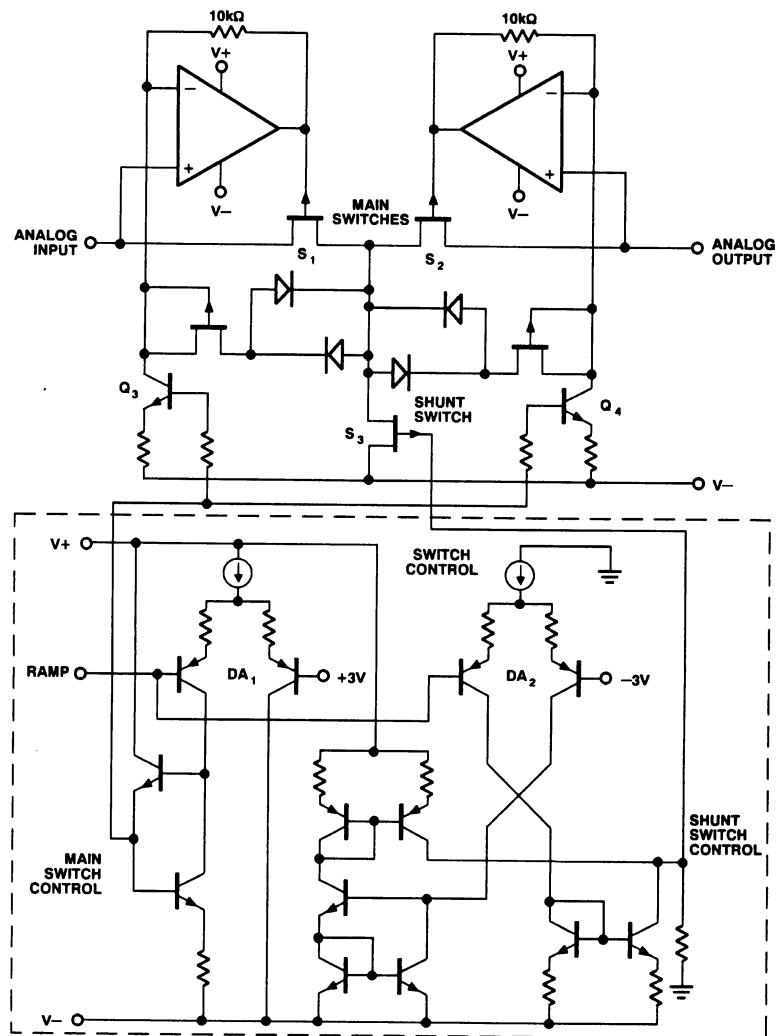 10kΩ
10kΩ
V+
V+
−
−
+
+
V−
V−
MAIN
SWITCHES
ANALOG
INPUT
ANALOG
OUTPUT
S1
S2
Q3
SHUNT
SWITCH
S3
Q4
V−
V+
SWITCH
CONTROL
RAMP
DA1
+3V
DA2
−3V
MAIN
SWITCH
CONTROL
SHUNT
SWITCH
CONTROL
V−